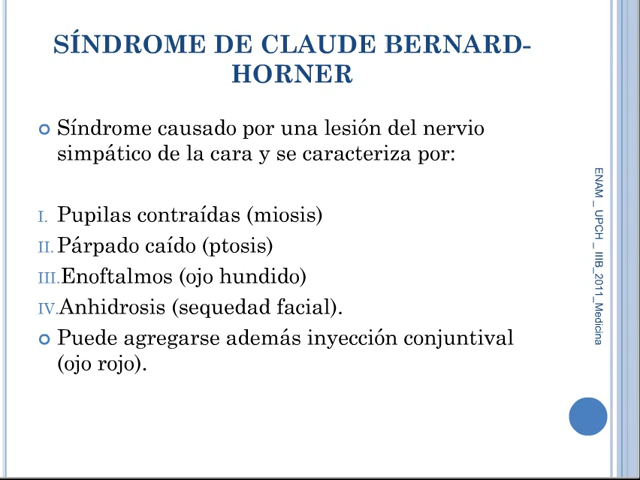 SÍNDROME DE CLAUDE BERNARD-
HORNER
Síndrome causado por una lesión del nervio
simpático de la cara y se caracteriza por:
I. Pupilas contraídas (miosis)
II. Párpado caído (ptosis)
III. Enoftalmos (ojo hundido)
IV. Anhidrosis (sequedad facial).
Puede agregarse además inyección conjuntival
(ojo rojo).
ENAM _ UPCH _ IIIB_2011_Medicina